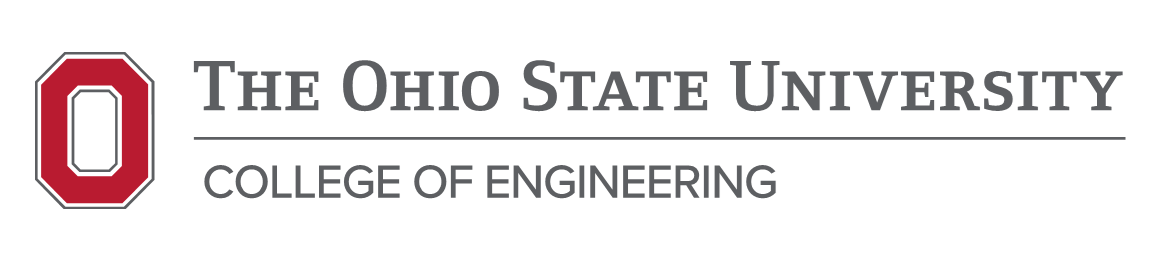 THE OHIO STATE UNIVERSITY
COLLEGE OF ENGINEERING